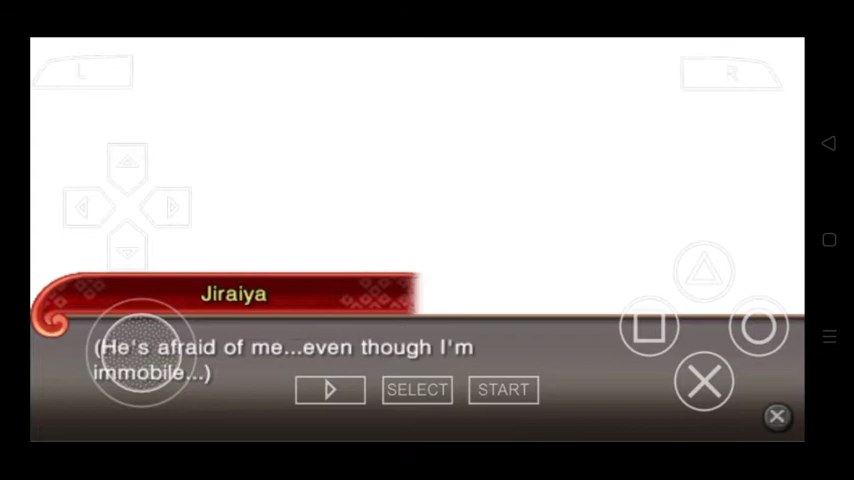 L
R
Jiraiya
(He's afraid of me...even though I'm
immobile...)
SELECT
START